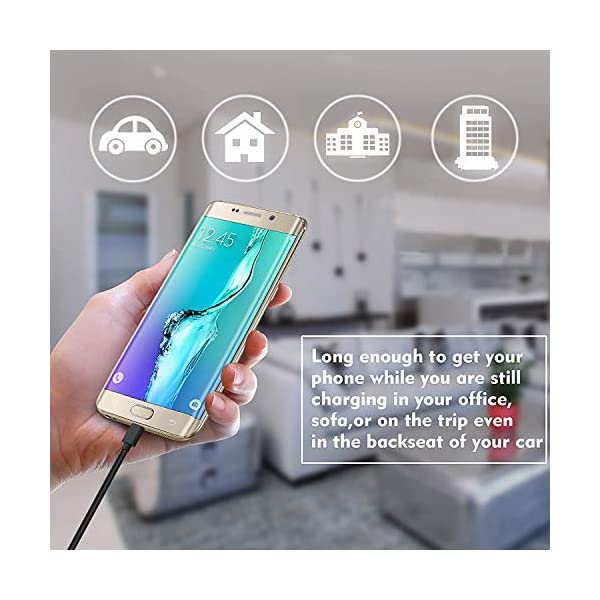 12:45
Long enough to get your
phone while you are still
charging in your office,
sofa,or on the trip even
in the backseat of your car